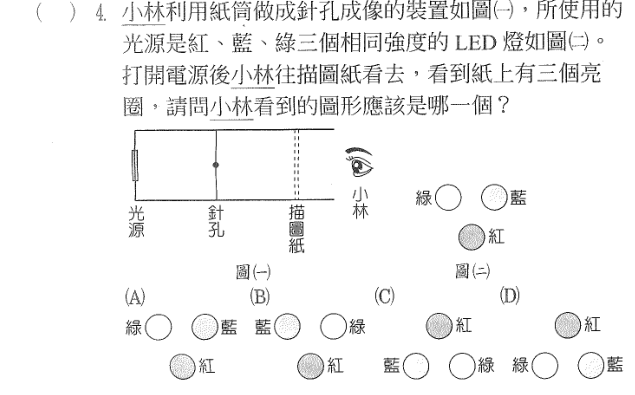 ( ) 4. 小林利用紙筒做成針孔成像的裝置如圖㈠，所使用的
光源是紅、藍、綠三個相同強度的 LED 燈如圖㈡。
打開電源後小林往描圖紙看去，看到紙上有三個亮
圈，請問小林看到的圖形應該是哪一個？
光源 針孔 描圖紙 小林
綠 藍
紅
圖㈠ 圖㈡
(A) (B) (C) (D)
綠 藍 藍 綠 紅 紅
紅 紅 藍 綠 綠 藍